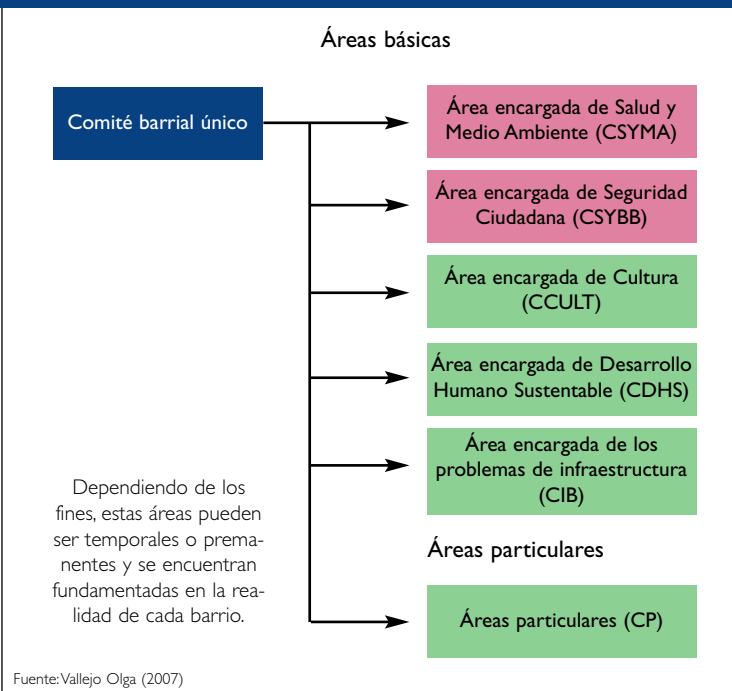 Áreas básicas
Comité barrial único
Área encargada de Salud y
Medio Ambiente (CSYMA)
Área encargada de Seguridad
Ciudadana (CSYBB)
Área encargada de Cultura
(CCULT)
Área encargada de Desarrollo
Humano Sustentable (CDHS)
Área encargada de los
problemas de infraestructura
(CIB)
Dependiendo de los
fines, estas áreas pueden
ser temporales o prema-
nentes y se encuentran
fundamentadas en la rea-
lidad de cada barrio.
Áreas particulares
Áreas particulares (CP)
Fuente: Vallejo Olga (2007)